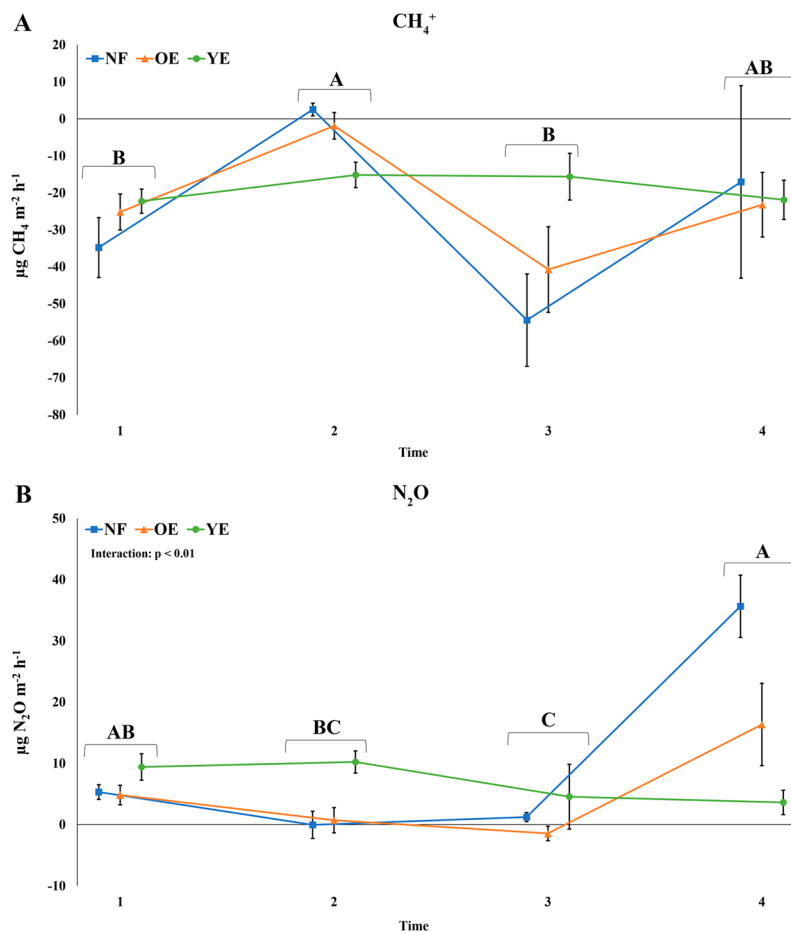 A
CH₄⁺
NF OE YE
20
10
0
-10
-20
-30
-40
-50
-60
-70
-80
µg CH₄ m⁻² h⁻¹
B
A
B
AB
1 2 3 4
Time
B
N₂O
NF OE YE
Interaction: p < 0.01
50
40
30
20
10
0
-10
µg N₂O m⁻² h⁻¹
AB
BC
C
A
1 2 3 4
Time